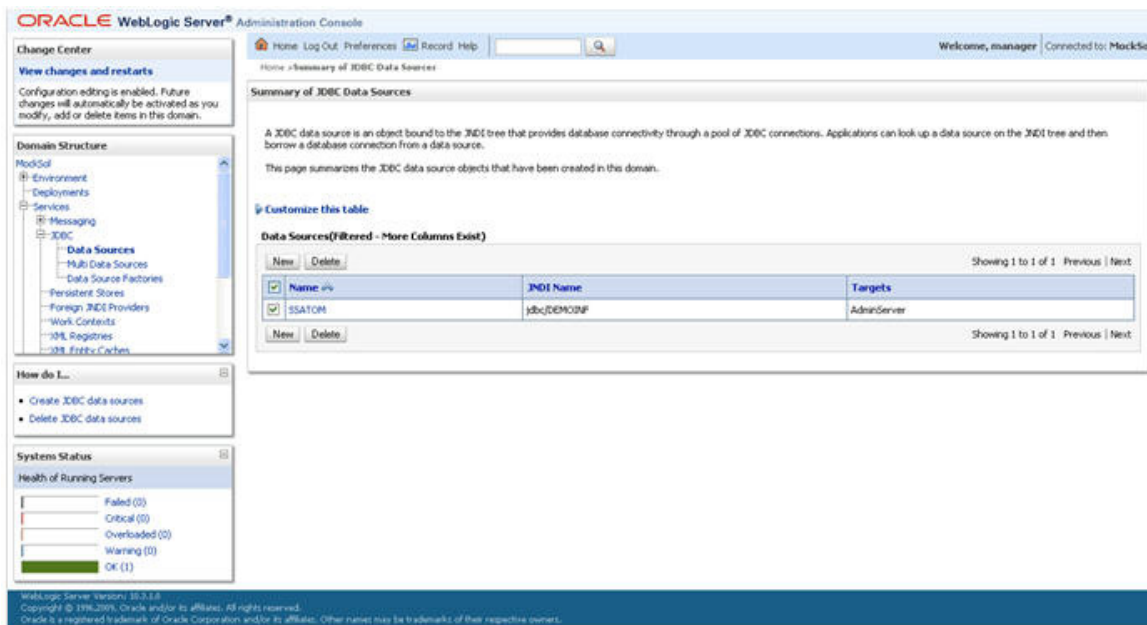 ORACLE WebLogic Server® Administration Console
Change Center
View changes and restarts
Configuration editing is enabled. Future
changes will automatically be activated as you
modify, add or delete items in this domain.
Domain Structure
MockSol
Environment
Deployments
Services
Messaging
JDBC
Data Sources
Multi Data Sources
Data Source Factories
Persistent Stores
Foreign JNDI Providers
Work Contexts
XML Registries
XML Entity Caches
How do I...
Create JDBC data sources
Delete JDBC data sources
System Status
Health of Running Servers
Failed (0)
Critical (0)
Overloaded (0)
Warning (0)
OK (1)
Home Log Out Preferences Record Help
Welcome, manager Connected to: MockSo
Home >Summary of JDBC Data Sources
Summary of JDBC Data Sources
A JDBC data source is an object bound to the JNDI tree that provides database connectivity through a pool of JDBC connections. Applications can look up a data source on the JNDI tree and then
borrow a database connection from a data source.
This page summarizes the JDBC data source objects that have been created in this domain.
Customize this table
Data Sources(Filtered - More Columns Exist)
New Delete Showing 1 to 1 of 1 Previous | Next
Name JNDI Name Targets
SSATOM jdbc/DEMOINF AdminServer
New Delete Showing 1 to 1 of 1 Previous | Next
WebLogic Server Version: 10.3.1.0
Copyright © 1996,2009, Oracle and/or its affiliates. All rights reserved.
Oracle is a registered trademark of Oracle Corporation and/or its affiliates. Other names may be trademarks of their respective owners.